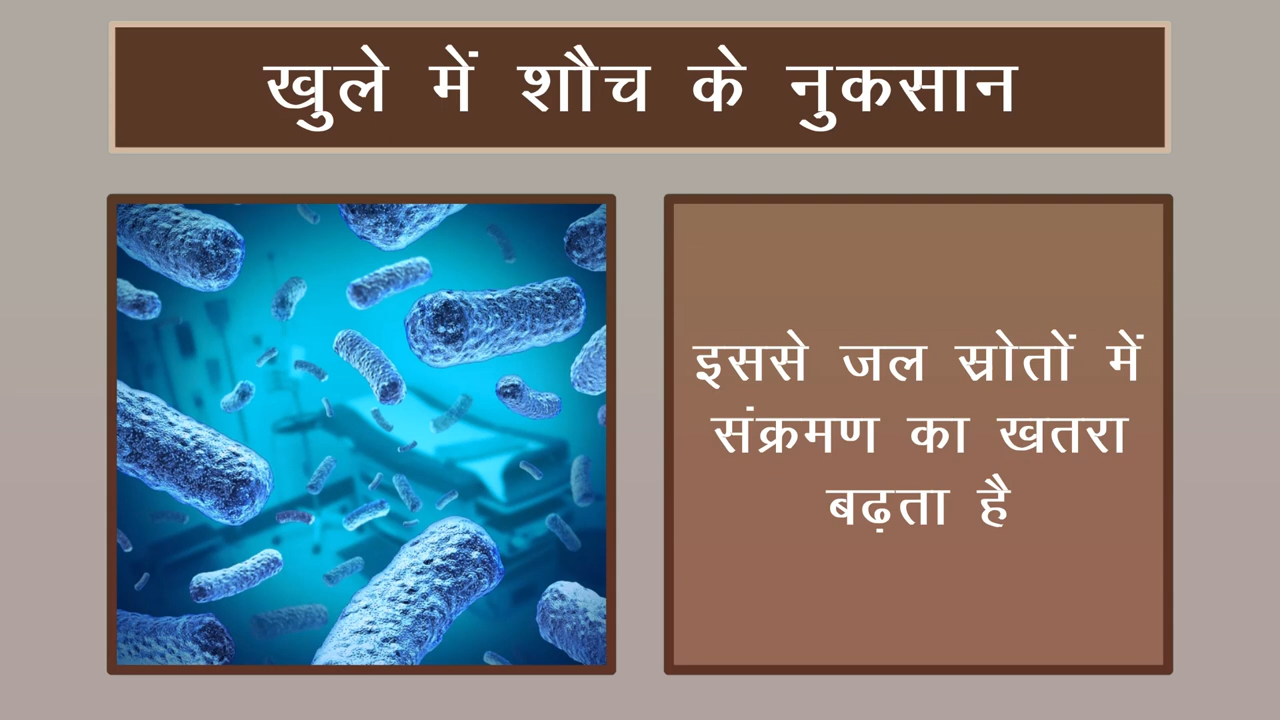 खुले में शौच के नुकसान
इससे जल स्रोतों में
संक्रमण का खतरा
बढ़ता है